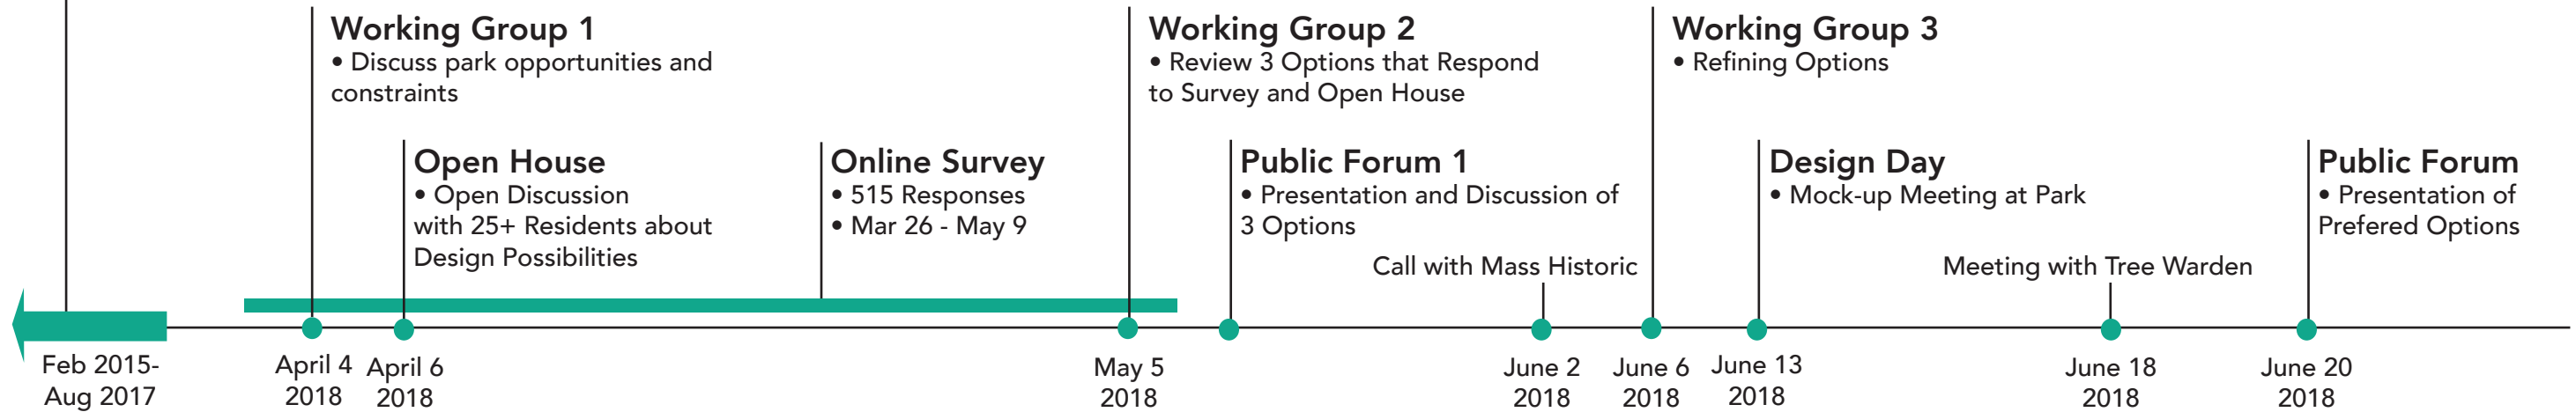 Working Group 1
• Discuss park opportunities and
constraints
Working Group 2
• Review 3 Options that Respond
to Survey and Open House
Working Group 3
• Refining Options
Open House
• Open Discussion
with 25+ Residents about
Design Possibilities
Online Survey
• 515 Responses
• Mar 26 - May 9
Public Forum 1
• Presentation and Discussion of
3 Options
Call with Mass Historic
Design Day
• Mock-up Meeting at Park
Meeting with Tree Warden
Public Forum
• Presentation of
Prefered Options
Feb 2015-
Aug 2017
April 4
2018
April 6
2018
May 5
2018
June 2
2018
June 6
2018
June 13
2018
June 18
2018
June 20
2018